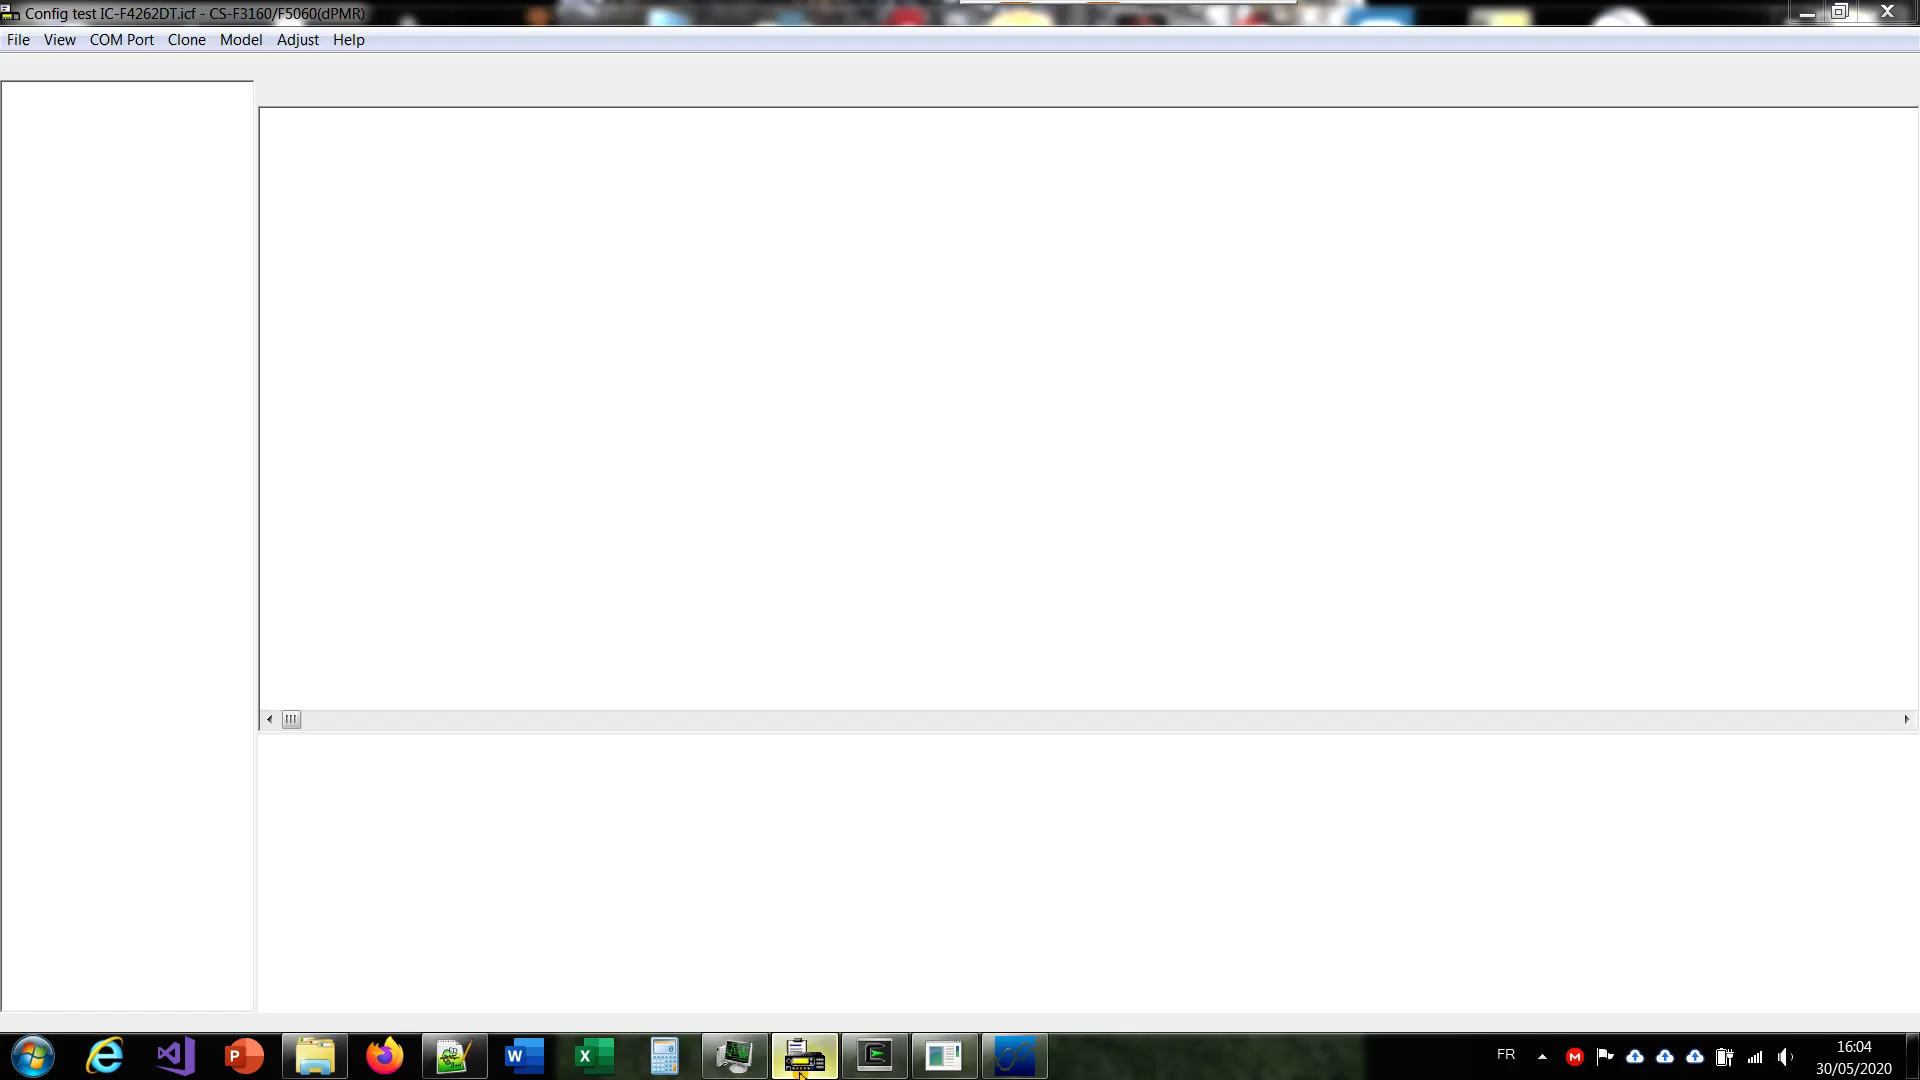 Config test IC-F4262DT.icf - CS-F3160/F5060(dPMR)
File View COM Port Clone Model Adjust Help
FR
16:04
30/05/2020